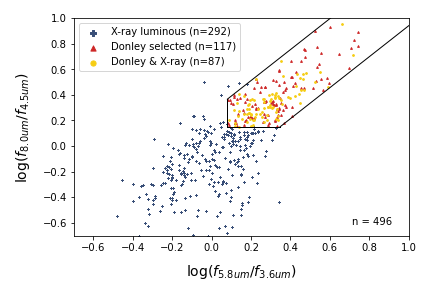 X-ray luminous (n=292)
Donley selected (n=117)
Donley & X-ray (n=87)
1.0
0.8
0.6
0.4
0.2
0.0
−0.2
−0.4
−0.6
log(f8.0um/f4.5um)
n = 496
−0.6 −0.4 −0.2 0.0 0.2 0.4 0.6 0.8 1.0
log(f5.8um/f3.6um)